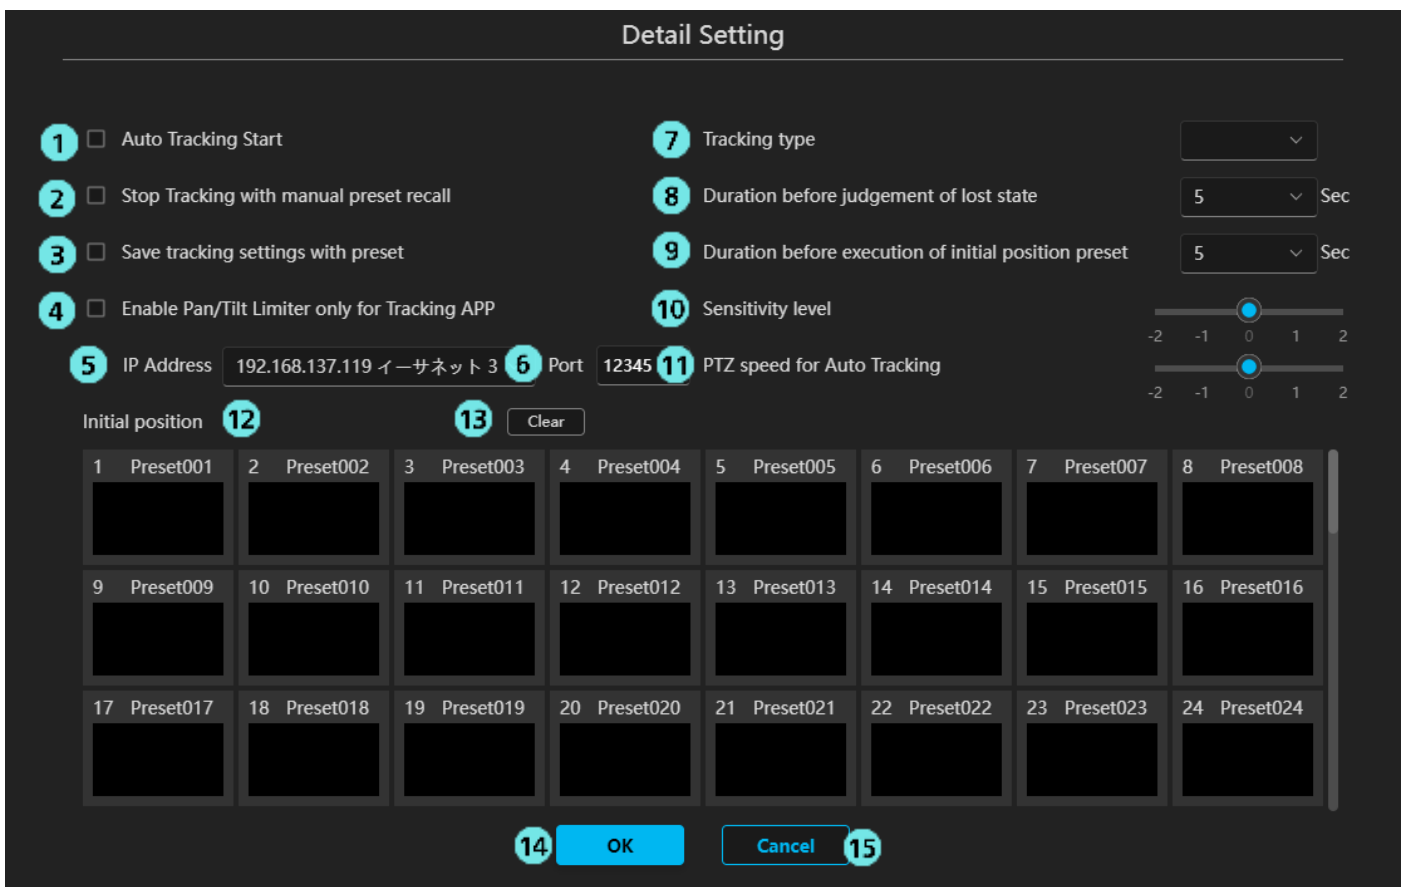 Detail Setting
1 Auto Tracking Start
7 Tracking type
2 Stop Tracking with manual preset recall
8 Duration before judgement of lost state 5 Sec
3 Save tracking settings with preset
9 Duration before execution of initial position preset 5 Sec
4 Enable Pan/Tilt Limiter only for Tracking APP
10 Sensitivity level
-2 -1 0 1 2
5 IP Address 192.168.137.119 イーサネット 3 6 Port 12345
11 PTZ speed for Auto Tracking
-2 -1 0 1 2
Initial position 12 13 Clear
1 Preset001 2 Preset002 3 Preset003 4 Preset004 5 Preset005 6 Preset006 7 Preset007 8 Preset008
9 Preset009 10 Preset010 11 Preset011 12 Preset012 13 Preset013 14 Preset014 15 Preset015 16 Preset016
17 Preset017 18 Preset018 19 Preset019 20 Preset020 21 Preset021 22 Preset022 23 Preset023 24 Preset024
14 OK Cancel 15